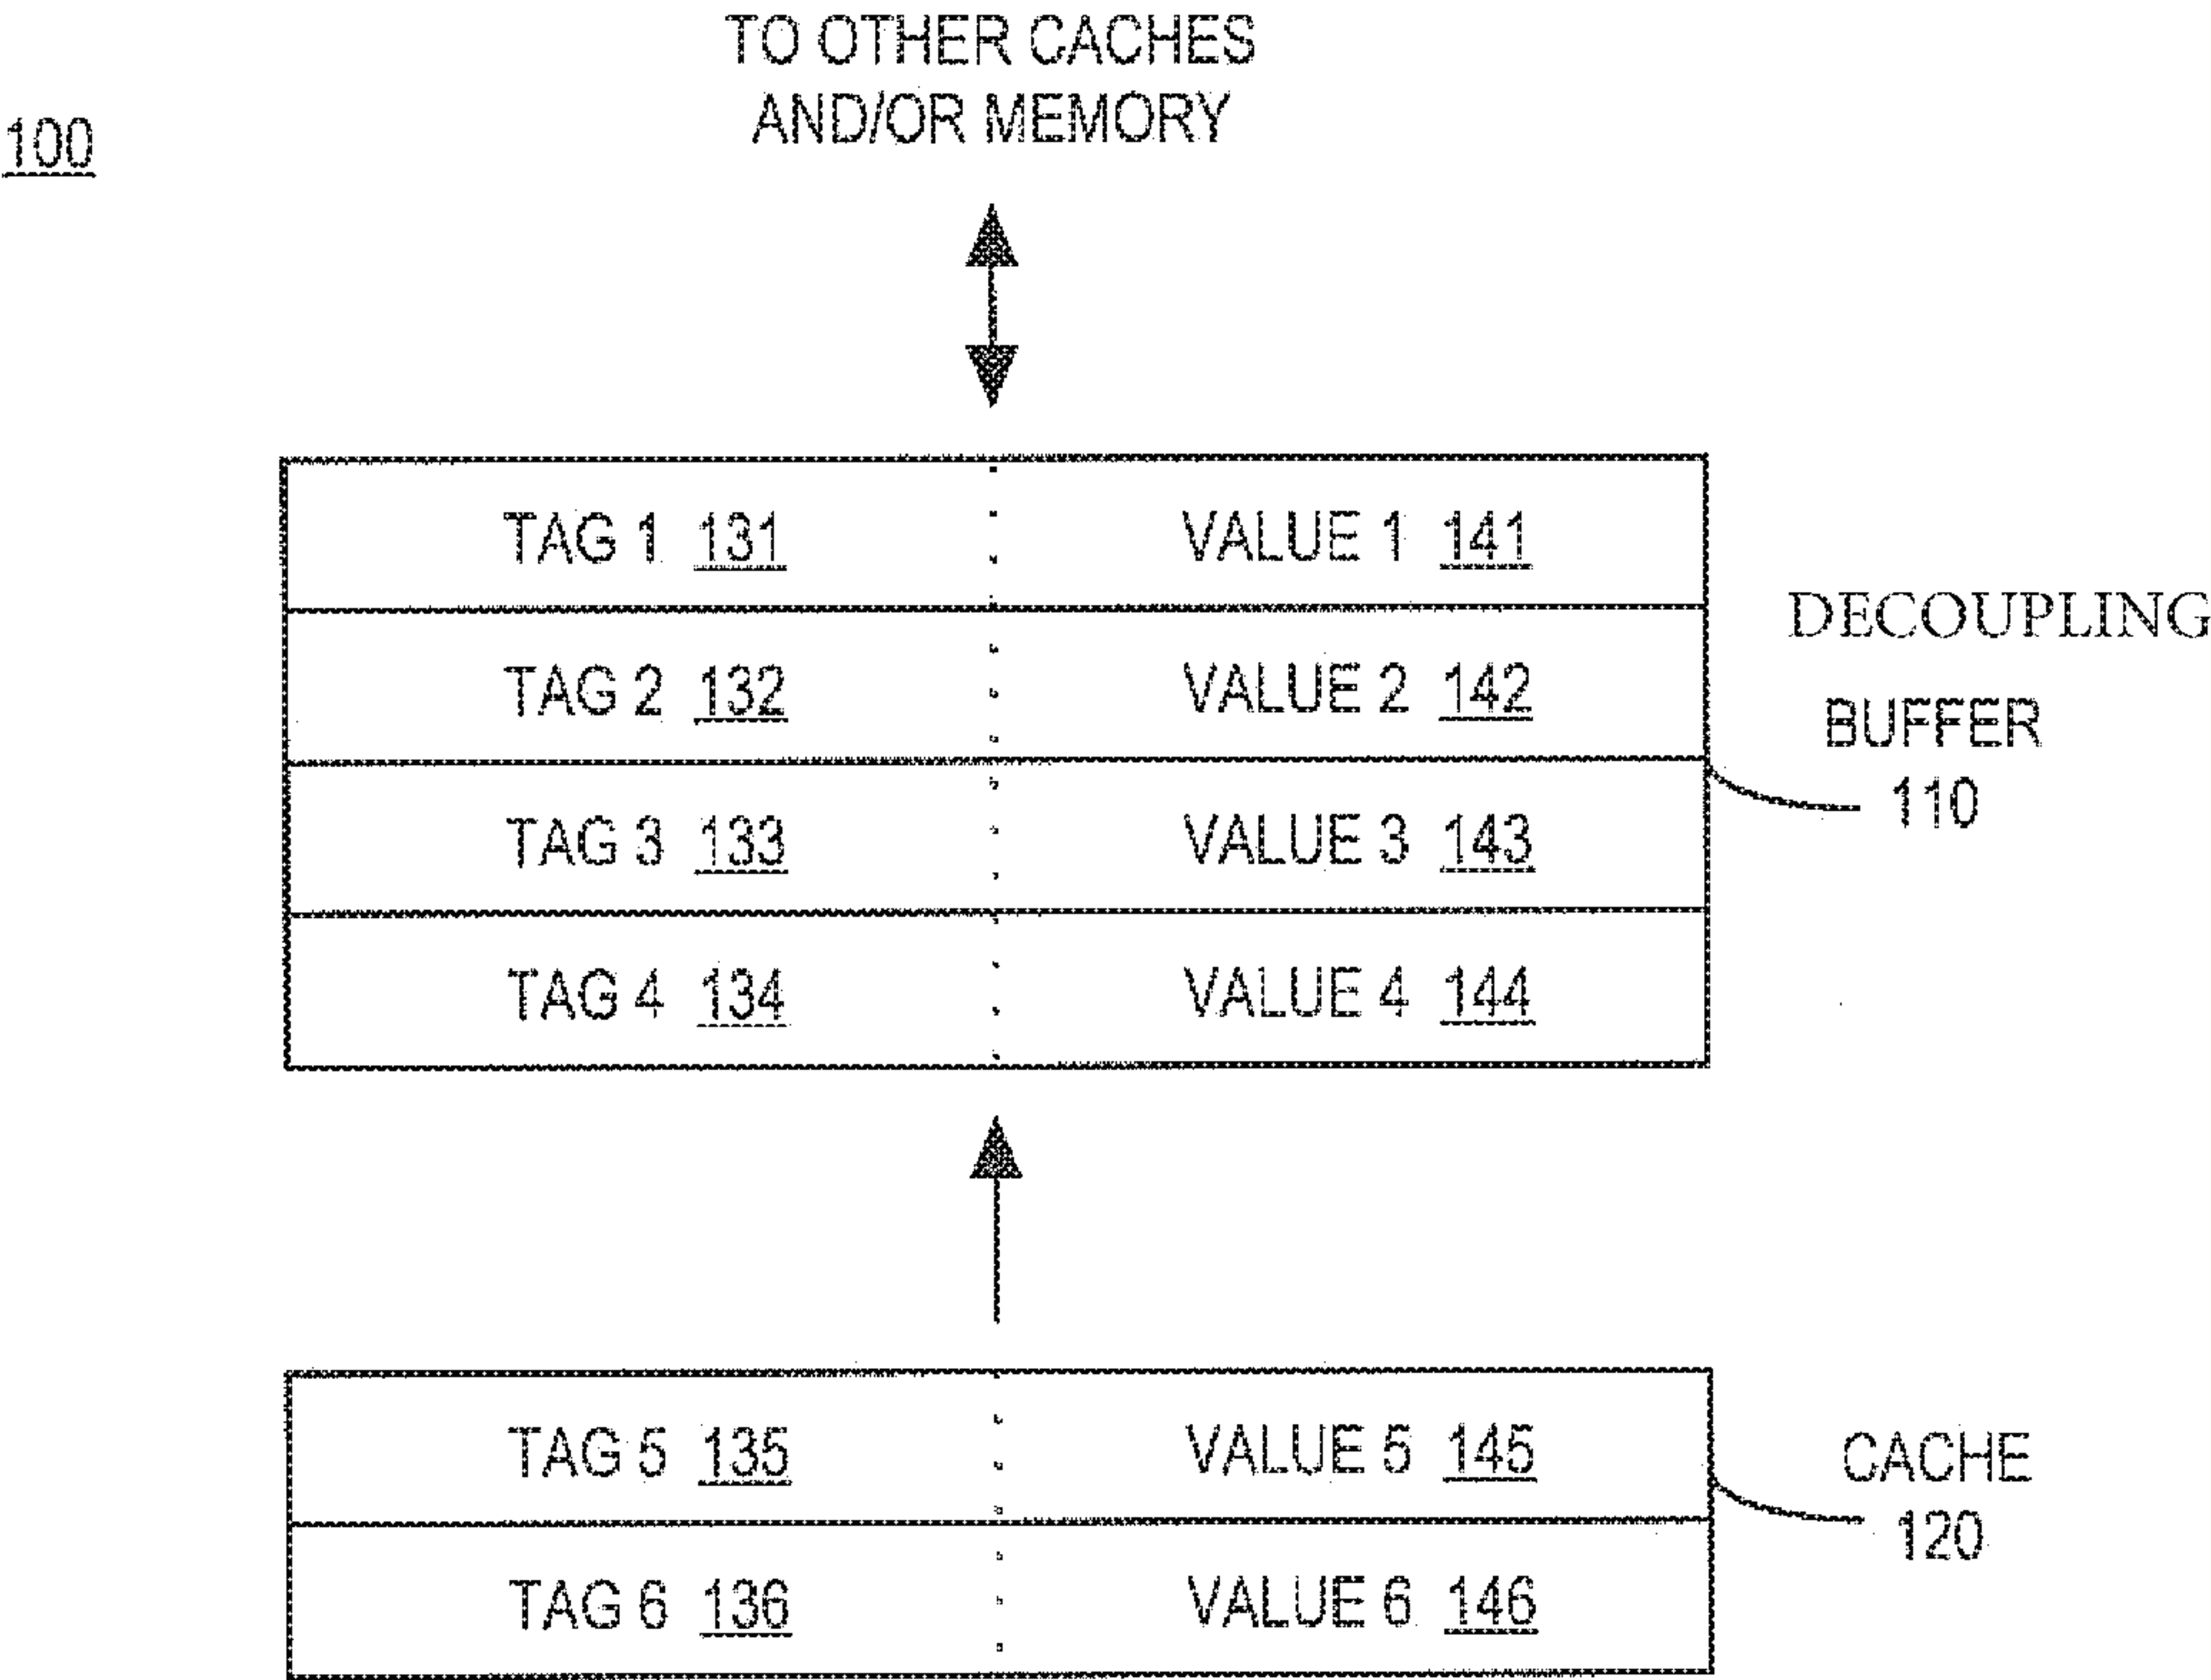 TO OTHER CACHES
AND/OR MEMORY
100
TAG 1 131 VALUE 1 141
DECOUPLING
TAG 2 132 VALUE 2 142
BUFFER
TAG 3 133 VALUE 3 143
110
TAG 4 134 VALUE 4 144
TAG 5 135 VALUE 5 145
CACHE
120
TAG 6 136 VALUE 6 146